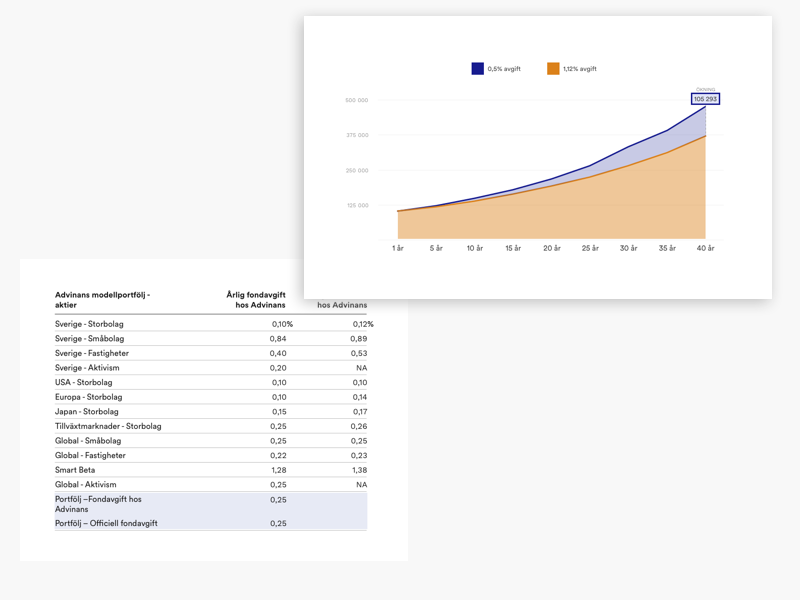 0,5% avgift 1,12% avgift
ÖKNING
105 293
500 000
375 000
250 000
125 000
1 år 5 år 10 år 15 år 20 år 25 år 30 år 35 år 40 år
Advinans modellportfölj - Årlig fondavgift
aktier hos Advinans hos Advinans
Sverige - Storbolag 0,10% 0,12%
Sverige - Småbolag 0,84 0,89
Sverige - Fastigheter 0,40 0,53
Sverige - Aktivism 0,20 NA
USA - Storbolag 0,10 0,10
Europa - Storbolag 0,10 0,14
Japan - Storbolag 0,15 0,17
Tillväxtmarknader - Storbolag 0,25 0,26
Global - Småbolag 0,25 0,25
Global - Fastigheter 0,22 0,23
Smart Beta 1,28 1,38
Global - Aktivism 0,25 NA
Portfölj –Fondavgift hos 0,25
Advinans
Portfölj – Officiell fondavgift 0,25